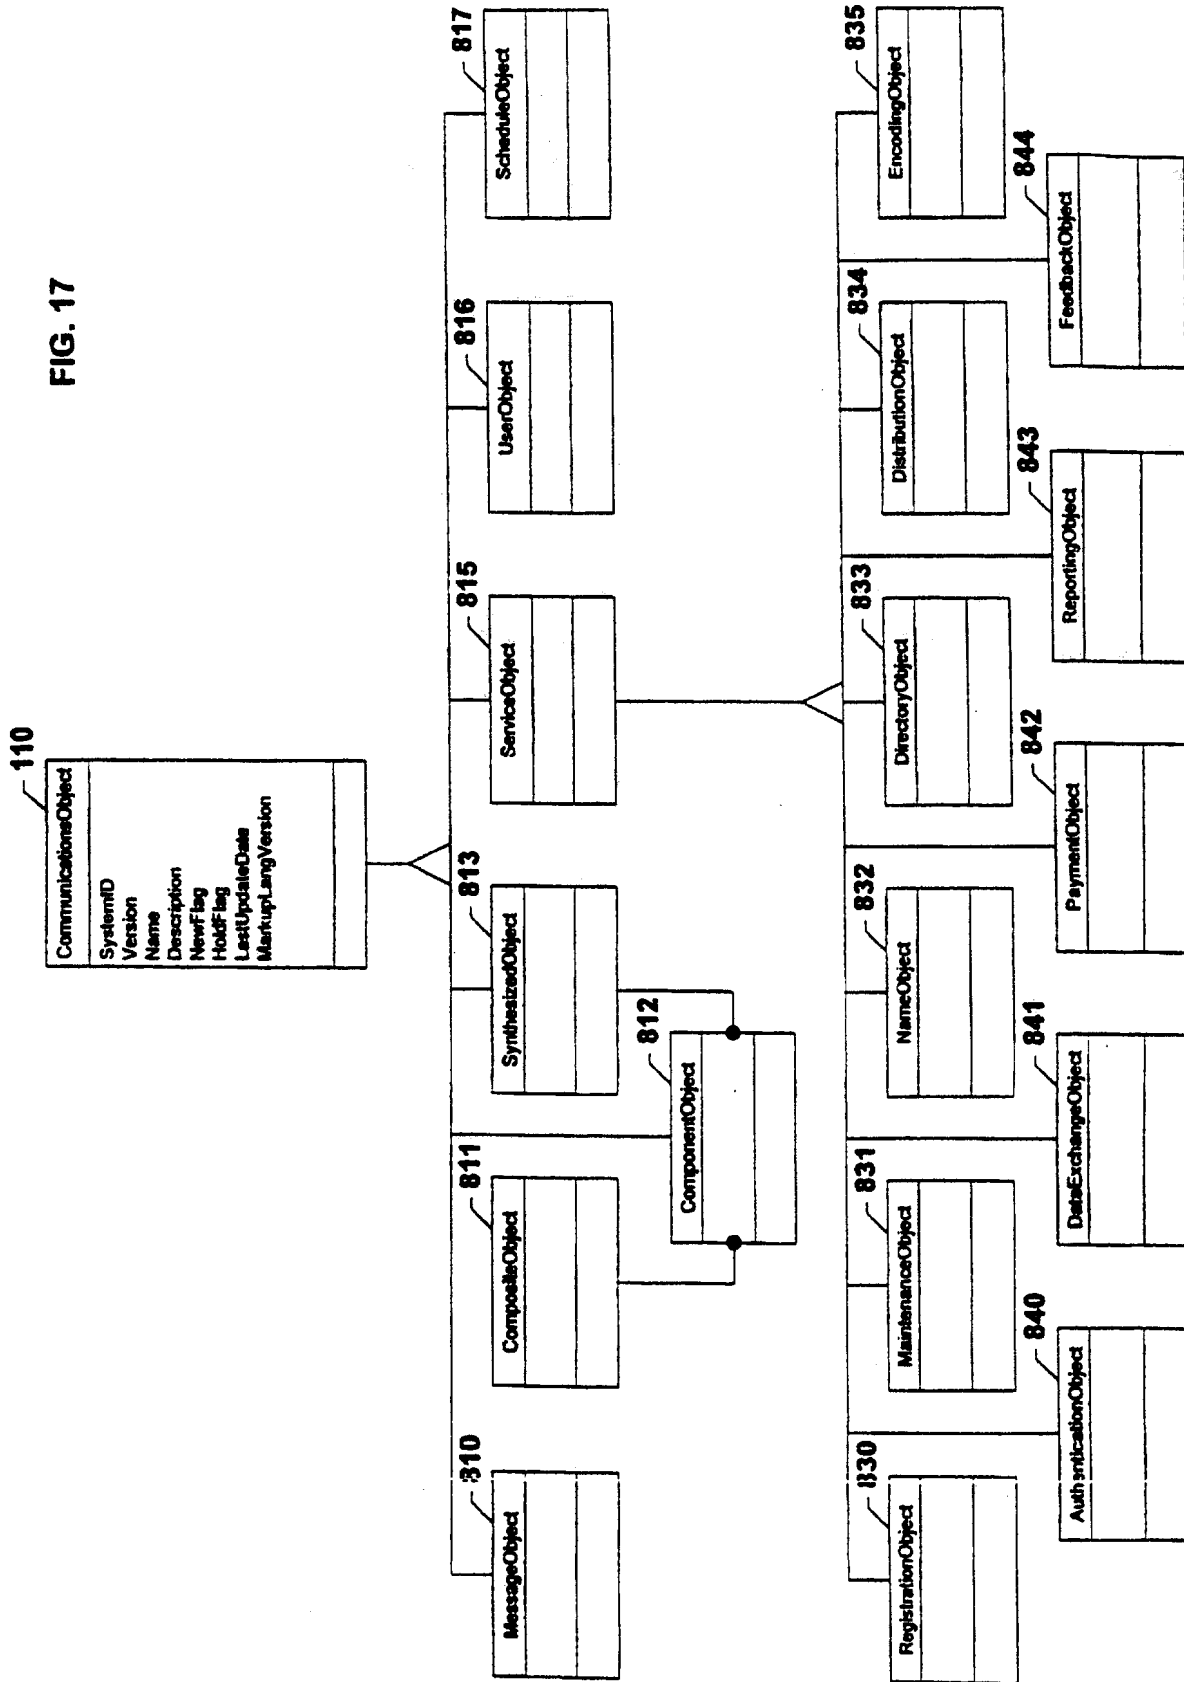 FIG. 17
110
CommunicationsObject
SystemID
Version
Name
Description
NewFlag
HoldFlag
LastUpdateDate
MarkupLangVersion
810
MessageObject
811
CompositeObject
813
SynthesizedObject
815
ServiceObject
816
UserObject
817
ScheduleObject
812
ComponentObject
830
RegistrationObject
831
MaintenanceObject
832
NameObject
833
DirectoryObject
834
DistributionObject
835
EncodingObject
840
AuthenticationObject
841
DataExchangeObject
842
PaymentObject
843
ReportingObject
844
FeedbackObject